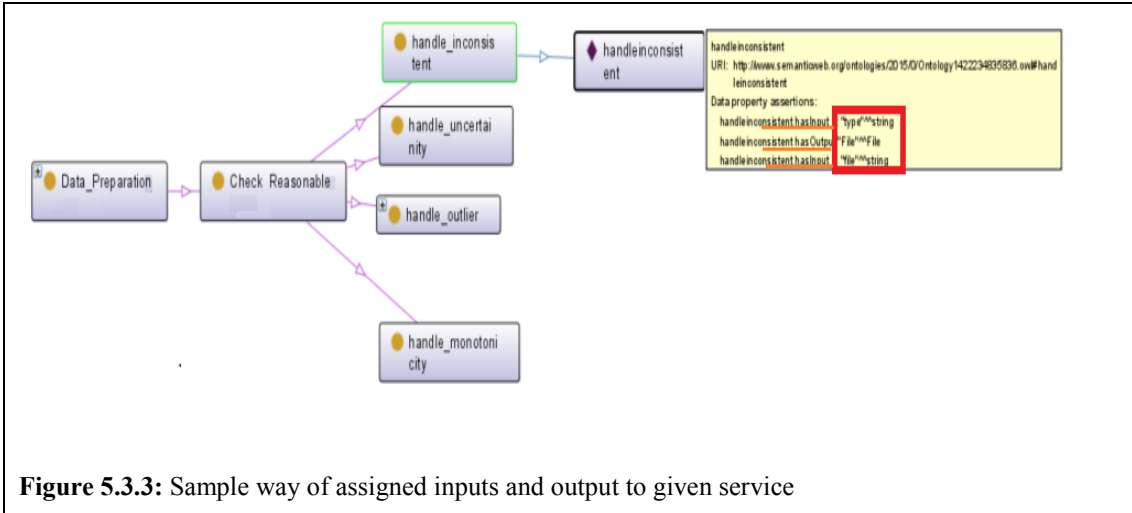 handle_inconsis
tent
handleinconsist
ent
handleinconsistent
URI: http://www.semanticweb.org/ontologies/2015/0/Ontology1422234835836.owl#hand
leinconsistent
Data property assertions:
handleinconsistent hasInput "type"^^string
handleinconsistent hasOutput "File"^^File
handleinconsistent hasInput "file"^^string
handle_uncertai
nity
Data_Preparation
Check Reasonable
handle_outlier
handle_monotoni
city
Figure 5.3.3: Sample way of assigned inputs and output to given service